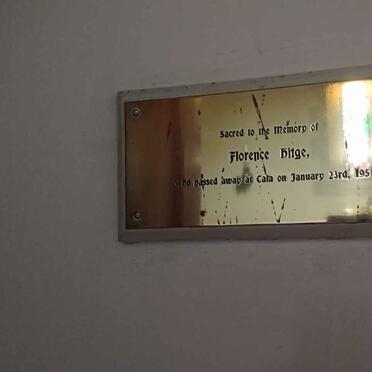 Sacred to the Memory of
Florence Hitge,
Who passed away at Cala on January 23rd, 195